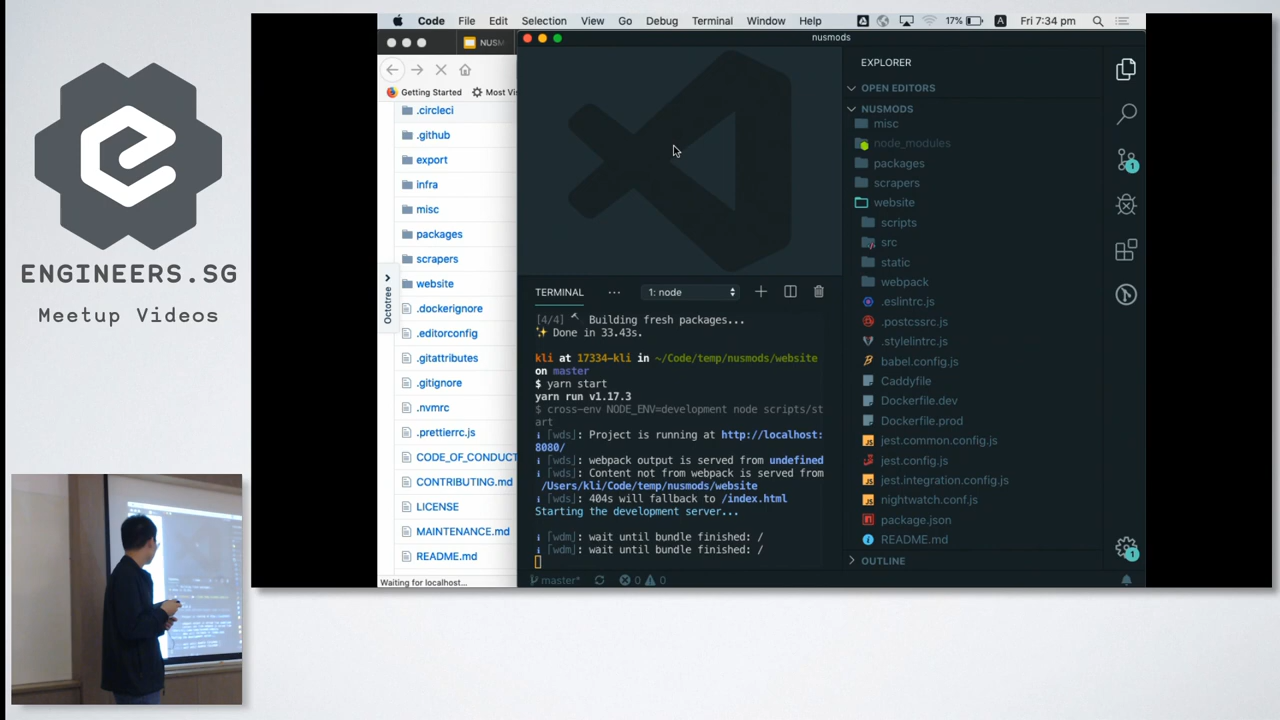 ENGINEERS.SG
Meetup Videos
Code File Edit Selection View Go Debug Terminal Window Help 17% A Fri 7:34 pm
NUSM
nusmods
Getting Started Most Vis
.circleci
.github
export
infra
misc
packages
scrapers
website
.dockerignore
.editorconfig
.gitattributes
.gitignore
.nvmrc
.prettierrc.js
CODE_OF_CONDUCT
CONTRIBUTING.md
LICENSE
MAINTENANCE.md
README.md
Octotree
Waiting for localhost...
TERMINAL ... 1: node
[4/4] Building fresh packages...
Done in 33.43s.
kli at 17334-kli in ~/Code/temp/nusmods/website
on master
$ yarn start
yarn run v1.17.3
$ cross-env NODE_ENV=development node scripts/st
art
i ｢wds｣: Project is running at http://localhost:
8080/
i ｢wds｣: webpack output is served from undefined
i ｢wds｣: Content not from webpack is served from
/Users/kli/Code/temp/nusmods/website
i ｢wds｣: 404s will fallback to /index.html
Starting the development server...
i ｢wdm｣: wait until bundle finished: /
i ｢wdm｣: wait until bundle finished: /
master* 0 0
EXPLORER
OPEN EDITORS
NUSMODS
misc
node_modules
packages
scrapers
website
scripts
src
static
webpack
.eslintrc.js
.postcssrc.js
.stylelintrc.js
babel.config.js
Caddyfile
Dockerfile.dev
Dockerfile.prod
jest.common.config.js
jest.config.js
jest.integration.config.js
nightwatch.conf.js
package.json
README.md
OUTLINE
1
1